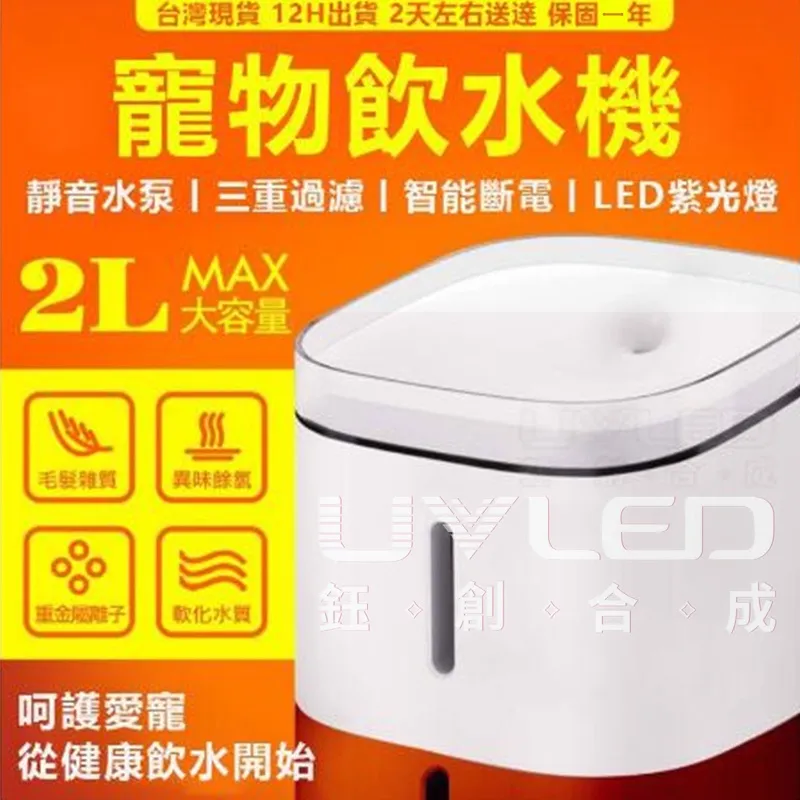 台灣現貨 12H出貨 2天左右送達 保固一年
寵物飲水機
靜音水泵|三重過濾|智能斷電|LED紫光燈
2L MAX
大容量
毛髮雜質 異味餘氯
重金屬離子 軟化水質
UVLED
鈺創合成
UVLED
呵護愛寵
從健康飲水開始